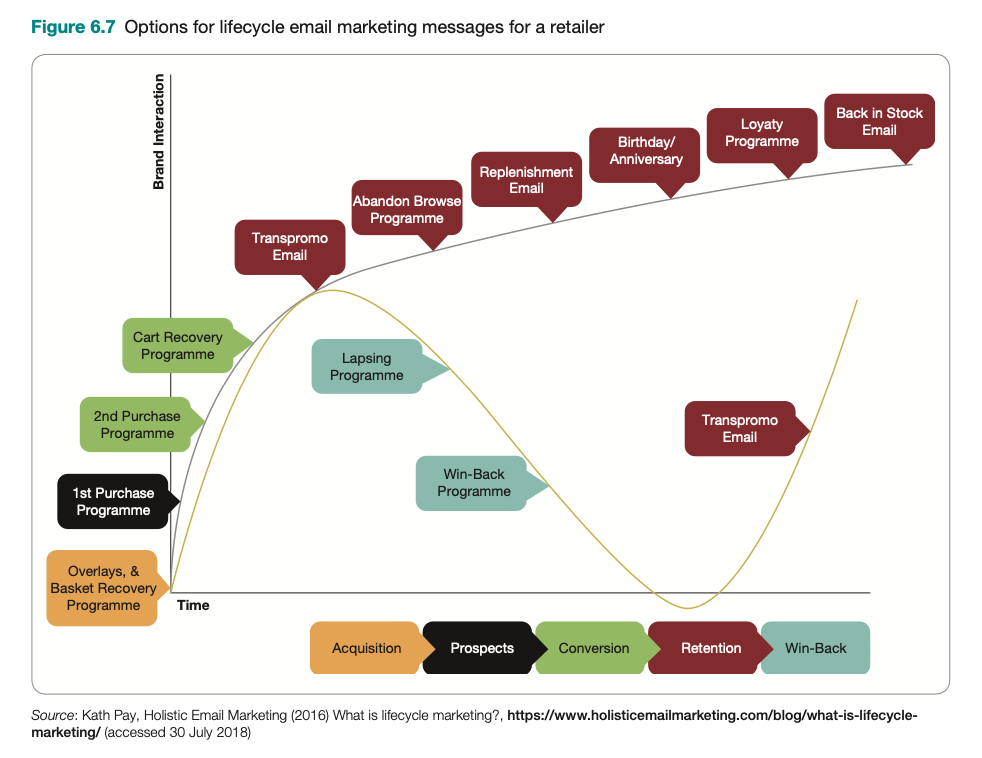 Figure 6.7 Options for lifecycle email marketing messages for a retailer
Brand Interaction
Back in Stock
Email
Loyaty
Programme
Birthday/
Anniversary
Replenishment
Email
Abandon Browse
Programme
Transpromo
Email
Cart Recovery
Programme
Lapsing
Programme
2nd Purchase
Programme
Transpromo
Email
Win-Back
Programme
1st Purchase
Programme
Overlays, &
Basket Recovery
Programme
Time
Acquisition
Prospects
Conversion
Retention
Win-Back
Source: Kath Pay, Holistic Email Marketing (2016) What is lifecycle marketing?, https://www.holisticemailmarketing.com/blog/what-is-lifecycle-
marketing/ (accessed 30 July 2018)